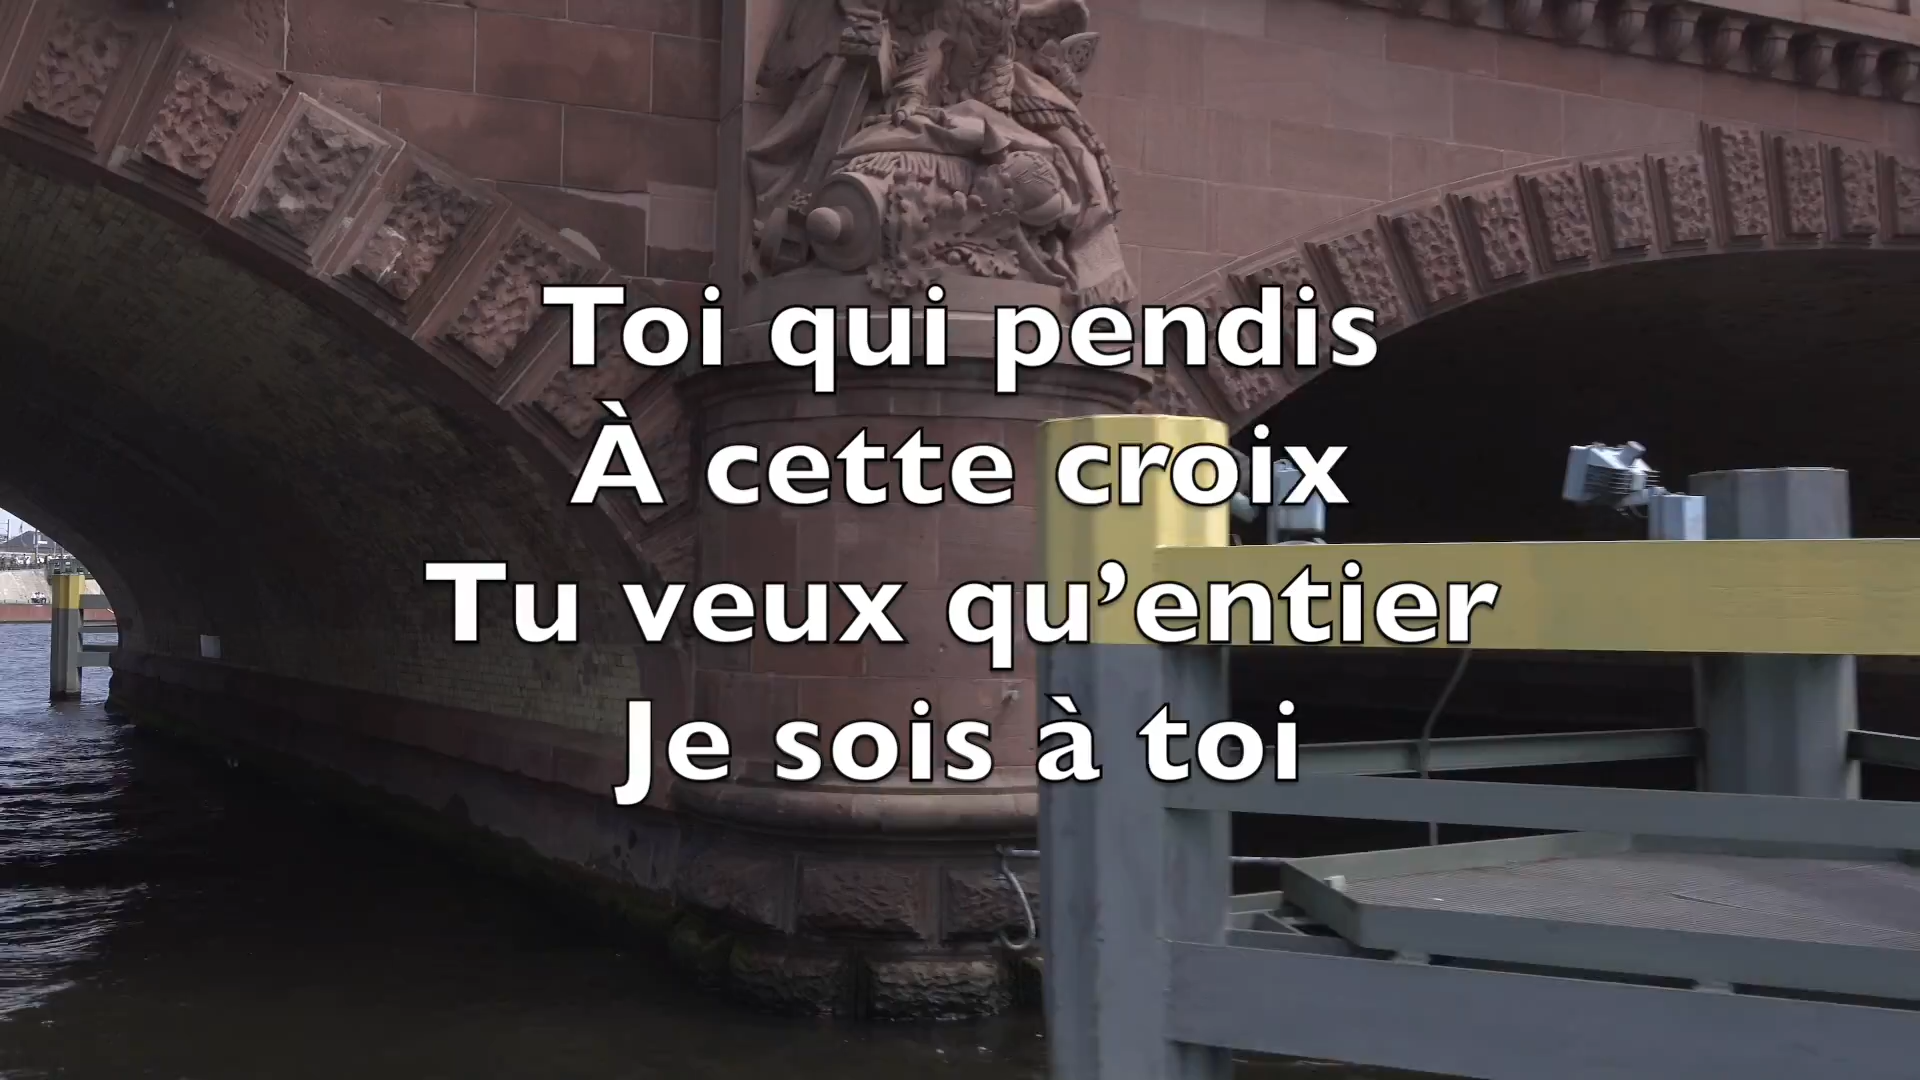 Toi qui pendis
À cette croix
Tu veux qu’entier
Je sois à toi